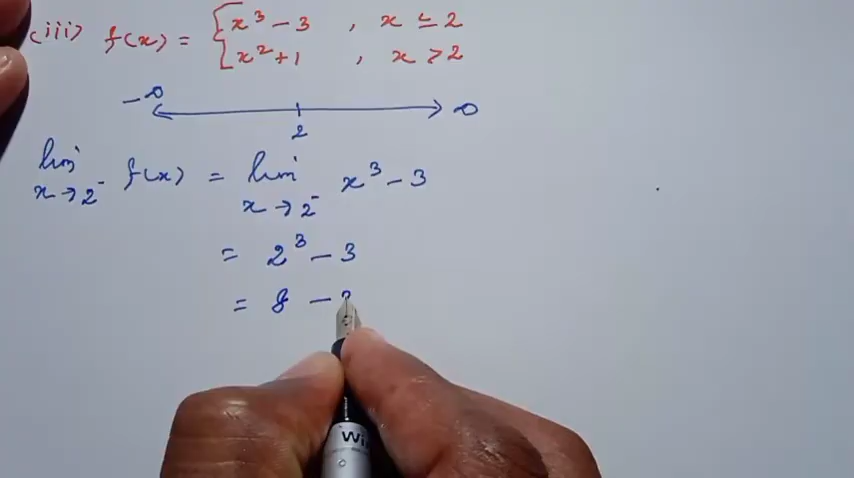 (iii) f(x) = { x³ - 3 , x ≤ 2
x² + 1 , x > 2
-∞ 2 ∞
lim x→2⁻ f(x) = lim x→2⁻ x³ - 3
= 2³ - 3
= 8 -
Wi